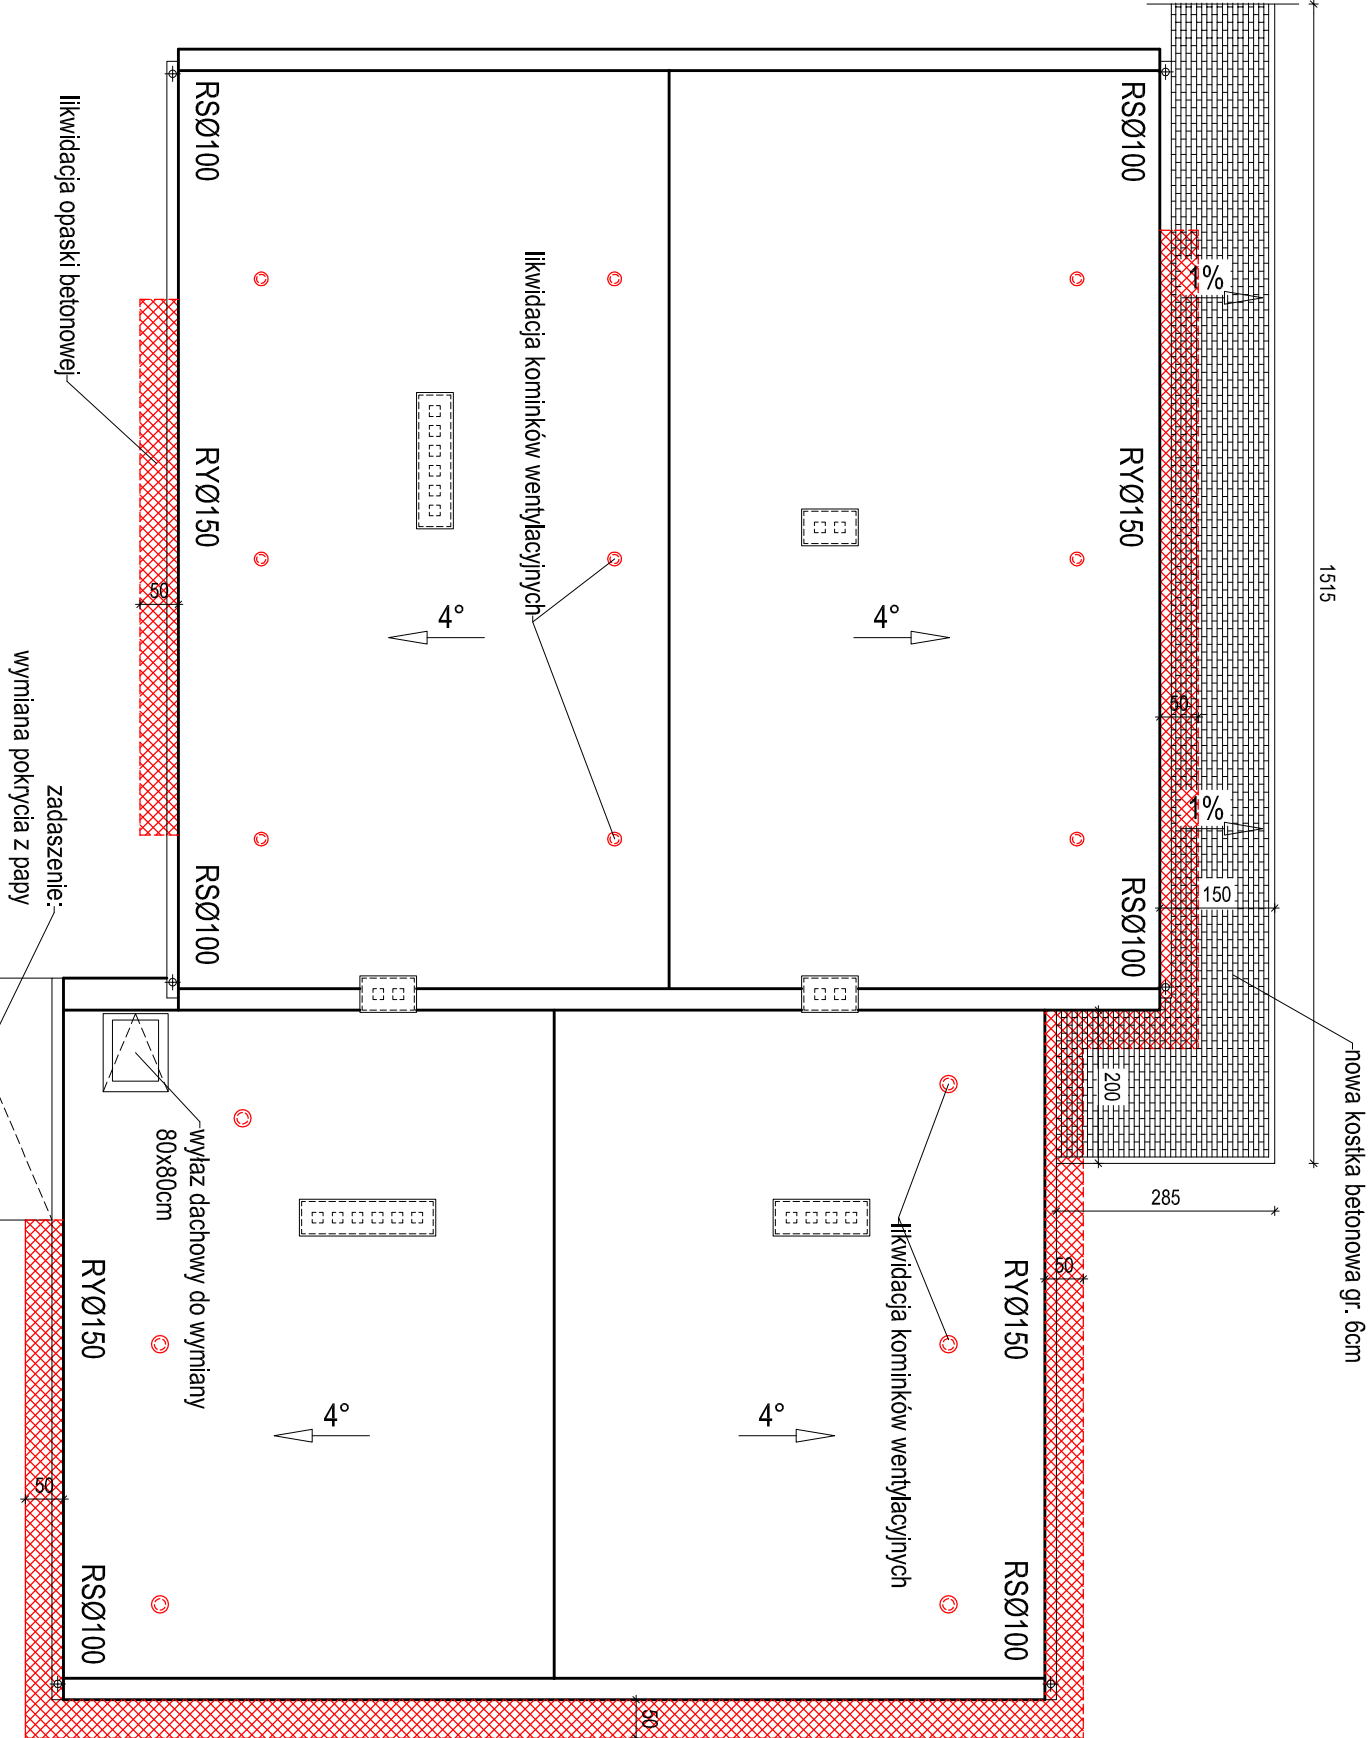 1515
nowa kostka betonowa gr. 6cm
RSØ100
RYØ150
RSØ100
1%
1%
50
150
200
285
4°
4°
likwidacja kominków wentylacyjnych
RSØ100
RYØ150
RSØ100
50
likwidacja opaski betonowej
zadaszenie:
wymiana pokrycia z papy
50
RYØ150
RSØ100
likwidacja kominków wentylacyjnych
4°
4°
wyłaz dachowy do wymiany
80x80cm
RYØ150
RSØ100
50
50